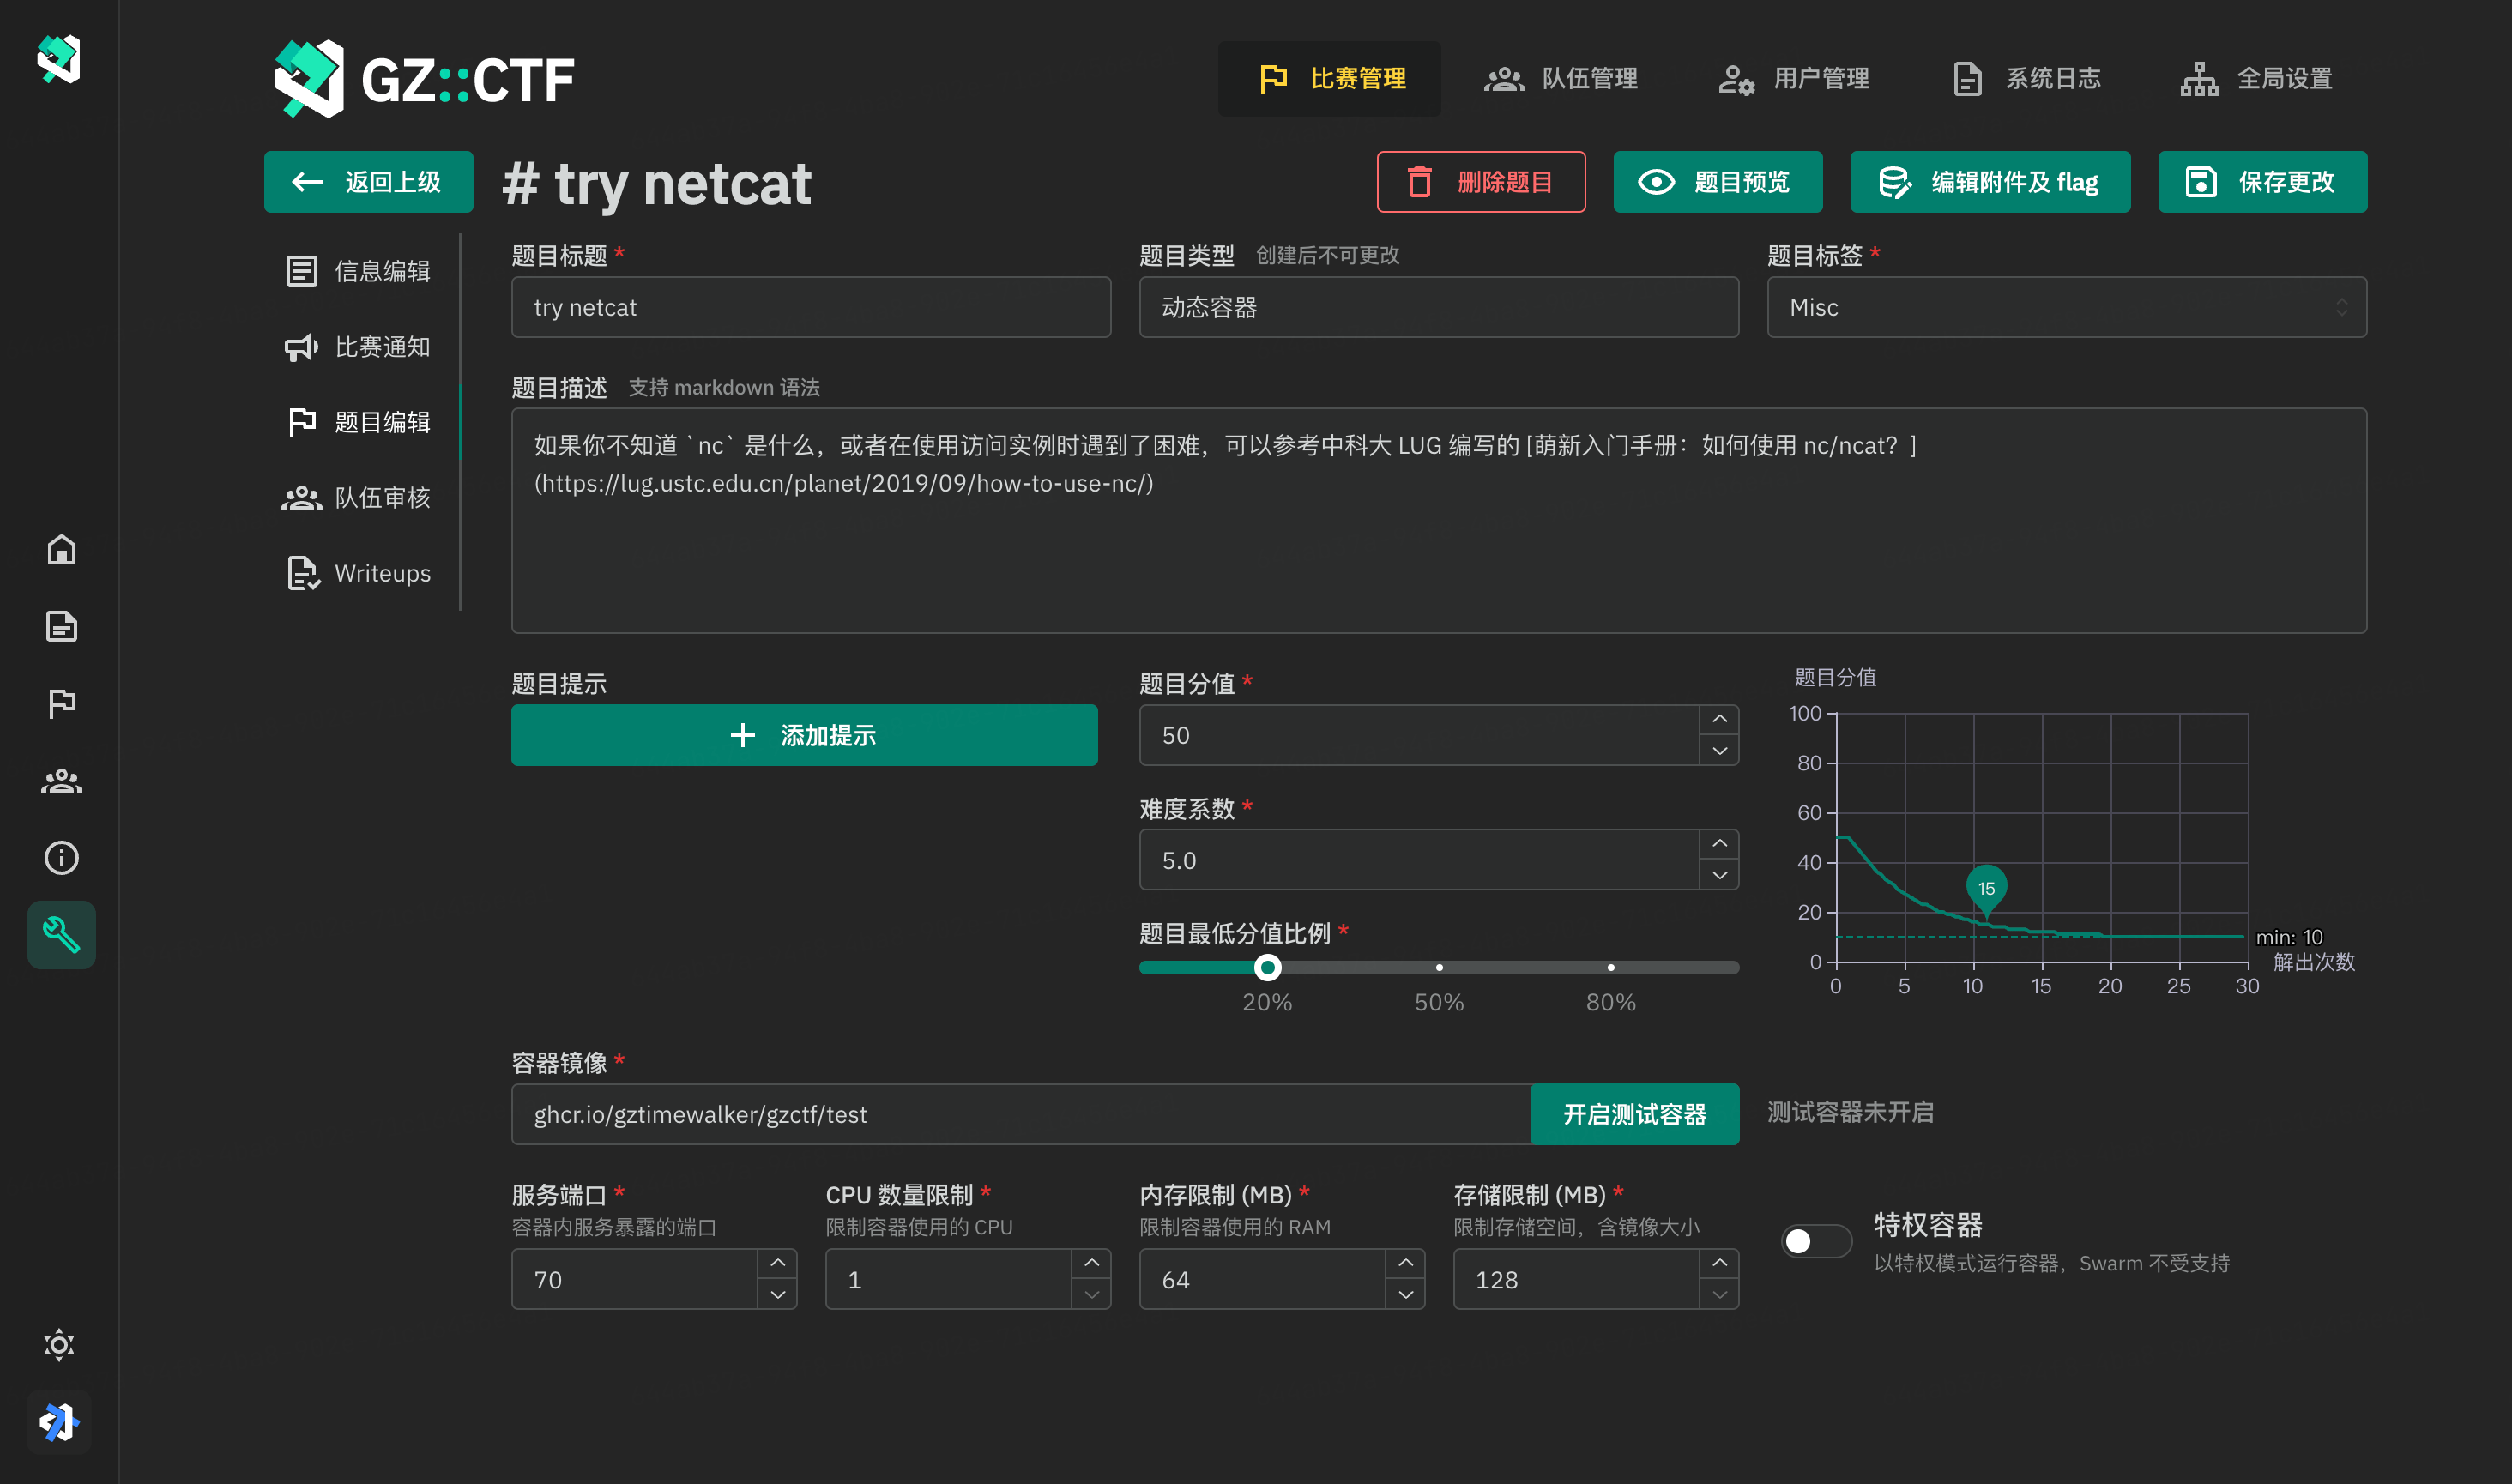 GZ::CTF
比赛管理
队伍管理
用户管理
系统日志
全局设置
返回上级
# try netcat
删除题目
题目预览
编辑附件及 flag
保存更改
信息编辑
比赛通知
题目编辑
队伍审核
Writeups
题目标题 *
try netcat
题目类型 创建后不可更改
动态容器
题目标签 *
Misc
题目描述 支持 markdown 语法
如果你不知道 `nc` 是什么，或者在使用访问实例时遇到了困难，可以参考中科大 LUG 编写的 [萌新入门手册：如何使用 nc/ncat？]
(https://lug.ustc.edu.cn/planet/2019/09/how-to-use-nc/)
题目提示
添加提示
题目分值 *
50
难度系数 *
5.0
题目最低分值比例 *
20% 50% 80%
题目分值
100
80
60
40
20
0
15
min: 10
解出次数
0 5 10 15 20 25 30
容器镜像 *
ghcr.io/gztimewalker/gzctf/test
开启测试容器
测试容器未开启
服务端口 *
容器内服务暴露的端口
70
CPU 数量限制 *
限制容器使用的 CPU
1
内存限制 (MB) *
限制容器使用的 RAM
64
存储限制 (MB) *
限制存储空间，含镜像大小
128
特权容器
以特权模式运行容器，Swarm 不受支持